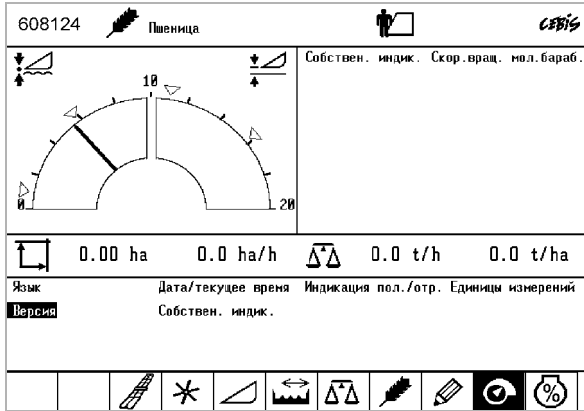 608124 Пшеница CEBIS
Собствен. индик. Скор.вращ. мол.бараб.
10
0 20
0.00 ha 0.0 ha/h 0.0 t/h 0.0 t/ha
Язык Дата/текущее время Индикация пол./отр. Единицы измерений
Версия Собствен. индик.
%